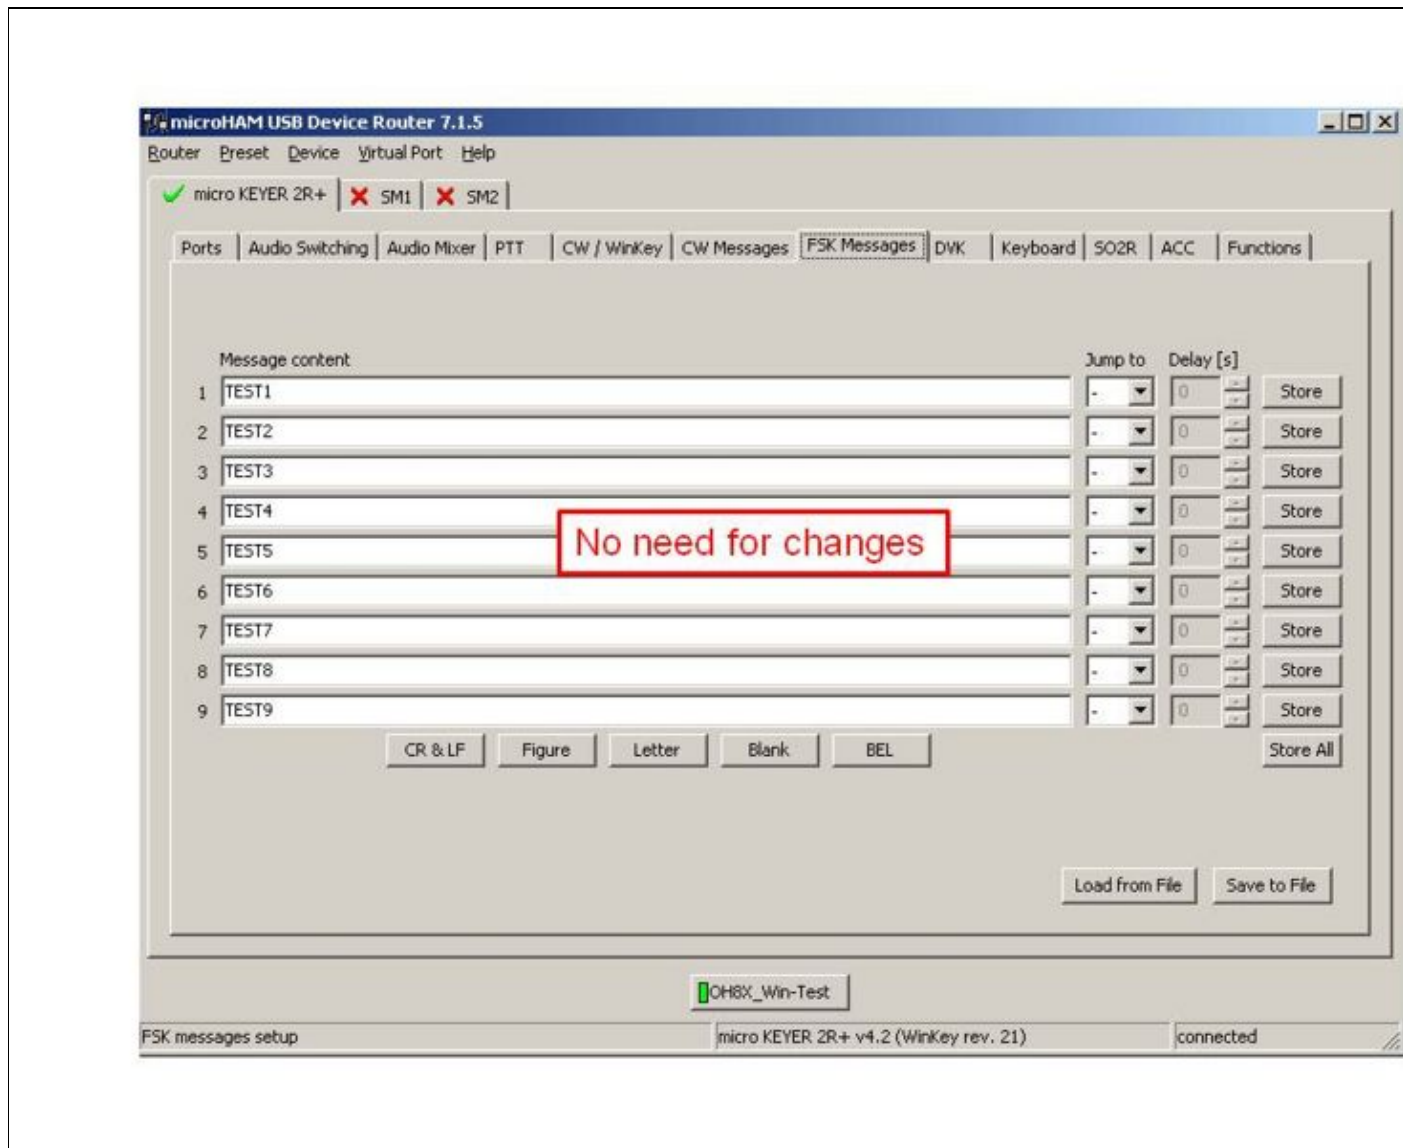 microHAM USB Device Router 7.1.5
Router Preset Device Virtual Port Help
micro KEYER 2R+ SM1 SM2
Ports Audio Switching Audio Mixer PTT CW / WinKey CW Messages FSK Messages DVK Keyboard SO2R ACC Functions
Message content Jump to Delay [s]
1 TEST1 - 0 Store
2 TEST2 - 0 Store
3 TEST3 - 0 Store
4 TEST4 - 0 Store
No need for changes
5 TEST5 - 0 Store
6 TEST6 - 0 Store
7 TEST7 - 0 Store
8 TEST8 - 0 Store
9 TEST9 - 0 Store
CR & LF Figure Letter Blank BEL Store All
Load from File Save to File
OH8X_Win-Test
FSK messages setup micro KEYER 2R+ v4.2 (WinKey rev. 21) connected